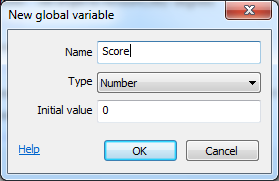 New global variable
Name Score
Type Number
Initial value 0
Help OK Cancel